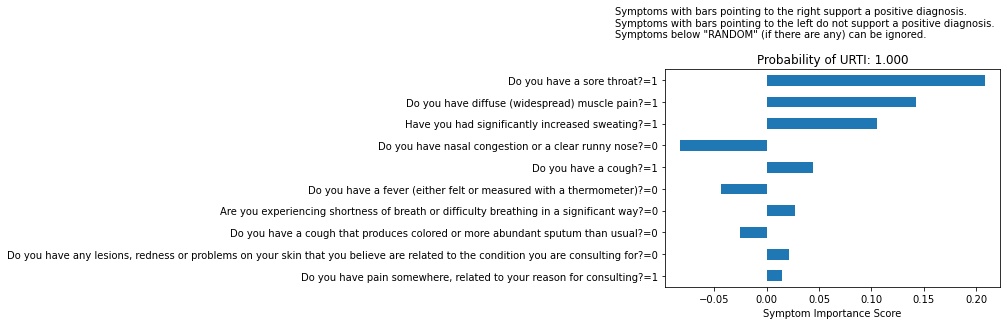 Symptoms with bars pointing to the right support a positive diagnosis.
Symptoms with bars pointing to the left do not support a positive diagnosis.
Symptoms below "RANDOM" (if there are any) can be ignored.
Probability of URTI: 1.000
Do you have a sore throat?=1
Do you have diffuse (widespread) muscle pain?=1
Have you had significantly increased sweating?=1
Do you have nasal congestion or a clear runny nose?=0
Do you have a cough?=1
Do you have a fever (either felt or measured with a thermometer)?=0
Are you experiencing shortness of breath or difficulty breathing in a significant way?=0
Do you have a cough that produces colored or more abundant sputum than usual?=0
Do you have any lesions, redness or problems on your skin that you believe are related to the condition you are consulting for?=0
Do you have pain somewhere, related to your reason for consulting?=1
−0.05 0.00 0.05 0.10 0.15 0.20
Symptom Importance Score